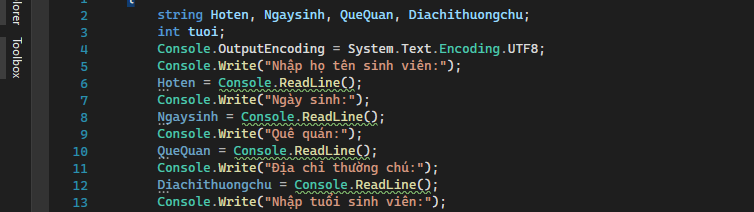 1 {
2 string Hoten, Ngaysinh, QueQuan, Diachithuongchu;
3 int tuoi;
4 Console.OutputEncoding = System.Text.Encoding.UTF8;
5 Console.Write("Nhập họ tên sinh viên:");
6 Hoten = Console.ReadLine();
7 Console.Write("Ngày sinh:");
8 Ngaysinh = Console.ReadLine();
9 Console.Write("Quê quán:");
10 QueQuan = Console.ReadLine();
11 Console.Write("Địa chỉ thường chú:");
12 Diachithuongchu = Console.ReadLine();
13 Console.Write("Nhập tuổi sinh viên:");
plorer
Toolbox